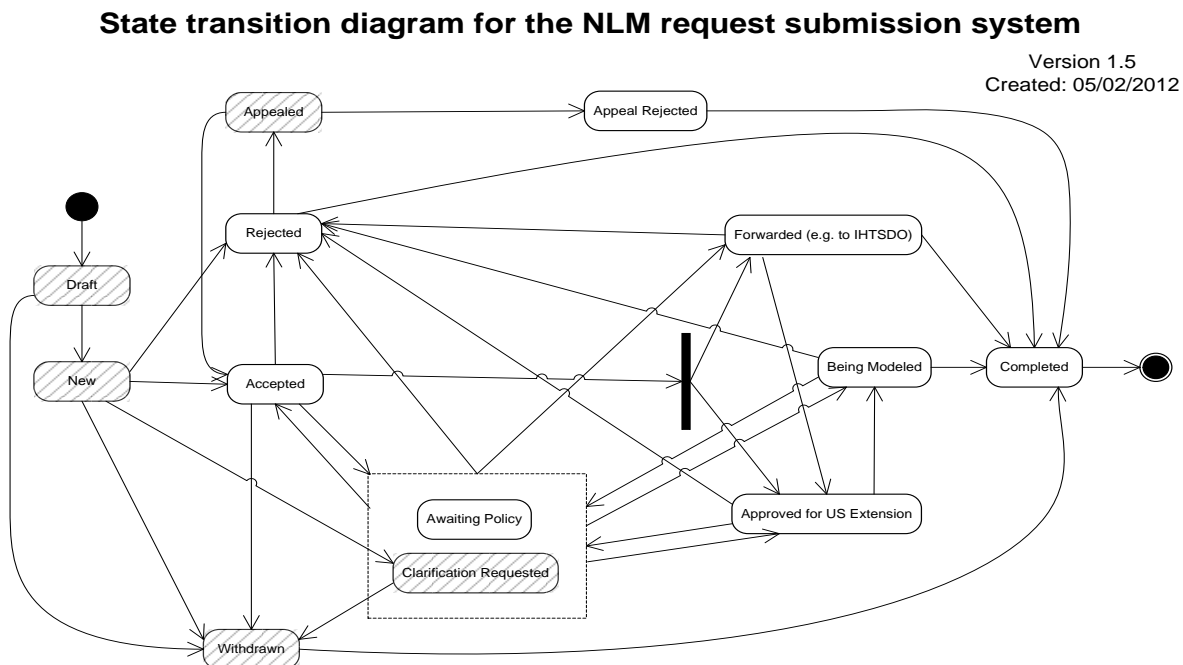 State transition diagram for the NLM request submission system
Version 1.5
Created: 05/02/2012
Appealed
Appeal Rejected
Rejected
Forwarded (e.g. to IHTSDO)
Draft
New
Accepted
Being Modeled
Completed
Awaiting Policy
Approved for US Extension
Clarification Requested
Withdrawn